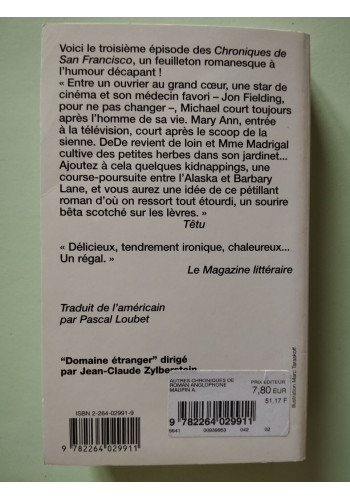 Voici le troisième épisode des Chroniques de
San Francisco, un feuilleton romanesque à
l'humour décapant !
« Entre un ouvrier au grand cœur, une star de
cinéma et son médecin favori – Jon Fielding,
pour ne pas changer –, Michael court toujours
après l'homme de sa vie. Mary Ann, entrée
à la télévision, court après le scoop de la
sienne. DeDe revient de loin et Mme Madrigal
cultive des petites herbes dans son jardinet...
Ajoutez à cela quelques kidnappings, une
course-poursuite entre l'Alaska et Barbary
Lane, et vous aurez une idée de ce pétillant
roman d'où on ressort tout étourdi, un sourire
bêta scotché sur les lèvres. »
Têtu
« Délicieux, tendrement ironique, chaleureux...
Un régal. »
Le Magazine littéraire
Traduit de l'américain
par Pascal Loubet
"Domaine étranger" dirigé
par Jean-Claude Zylberstein
ISBN 2-264-02991-9
9 782264 029911
AUTRES CHRONIQUES DE
ROMAN ANGLOPHONE
MAUPIN A.
PRIX EDITEUR
7,80 EUR
51,17 F
9 782264 029911